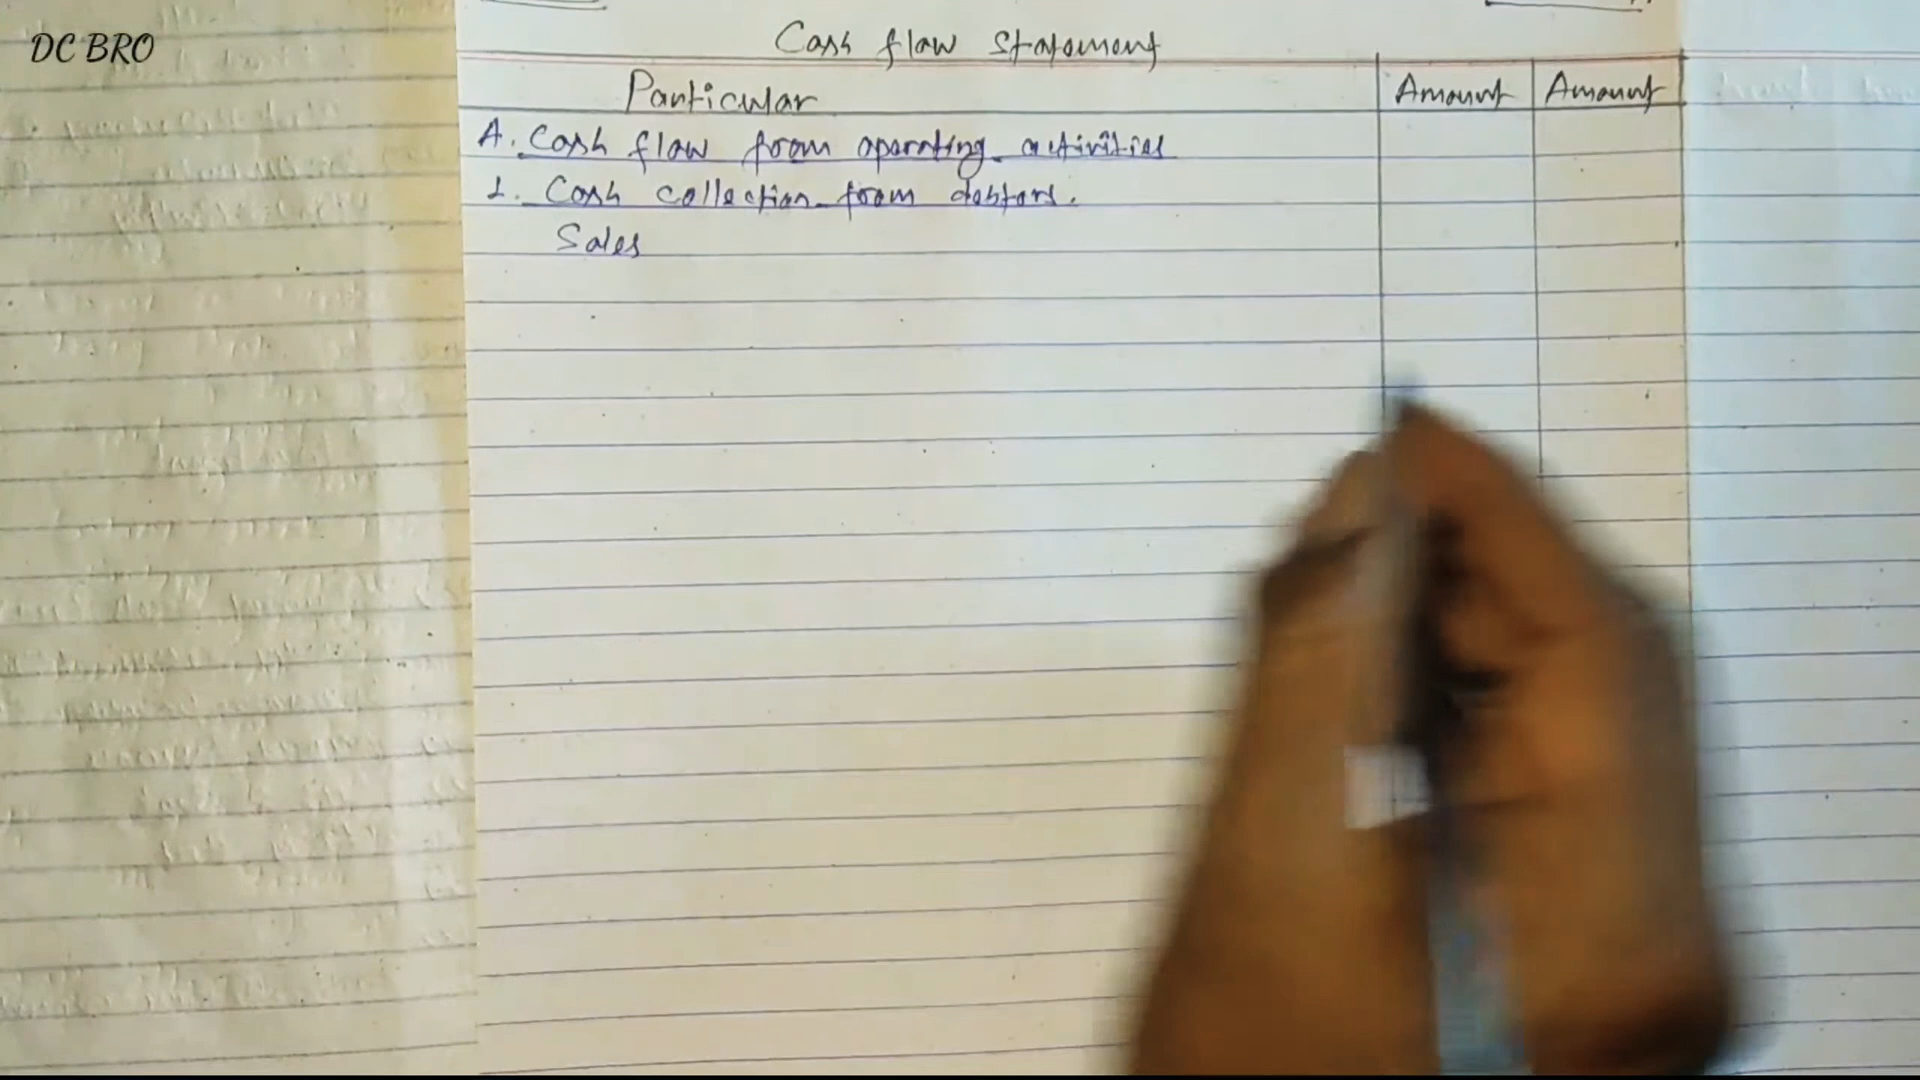 DC BRO
Cash flow statement
Particular Amount Amount
A. Cash flow from operating activities
1. Cash collection from debtors.
Sales